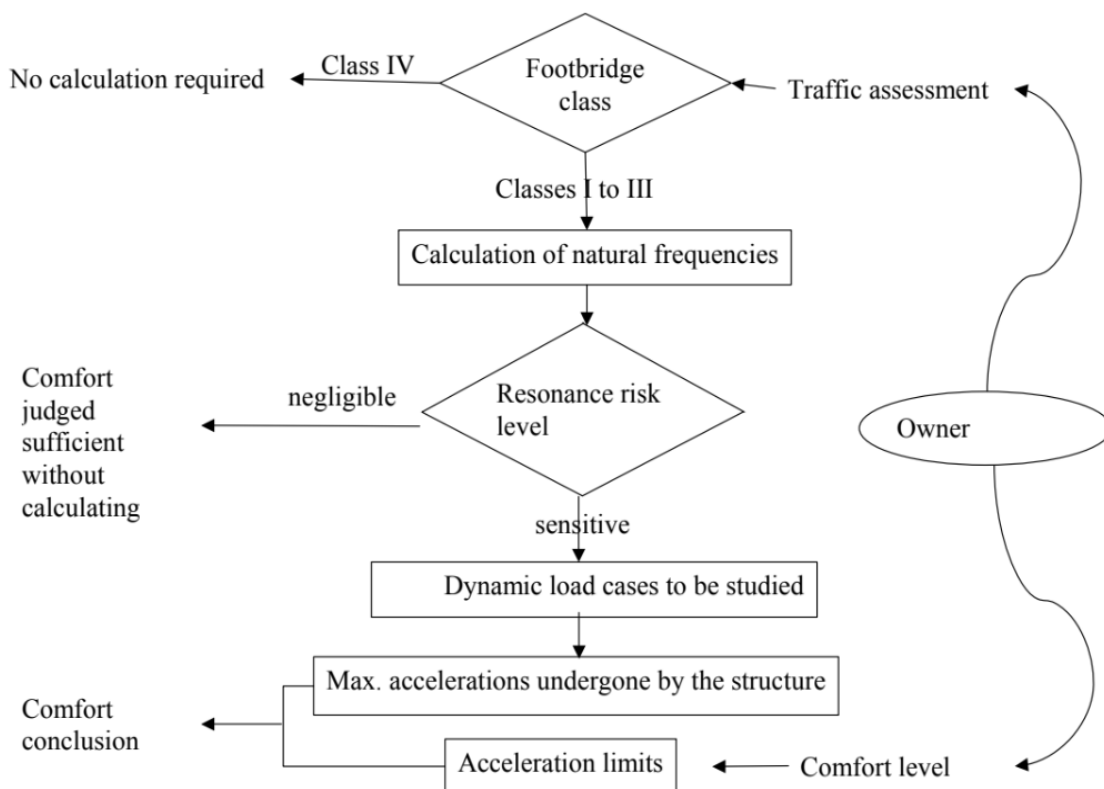 Class IV
No calculation required
Footbridge
class
Traffic assessment
Classes I to III
Calculation of natural frequencies
Comfort
judged
sufficient
without
calculating
negligible
Resonance risk
level
Owner
sensitive
Dynamic load cases to be studied
Max. accelerations undergone by the structure
Comfort
conclusion
Acceleration limits
Comfort level